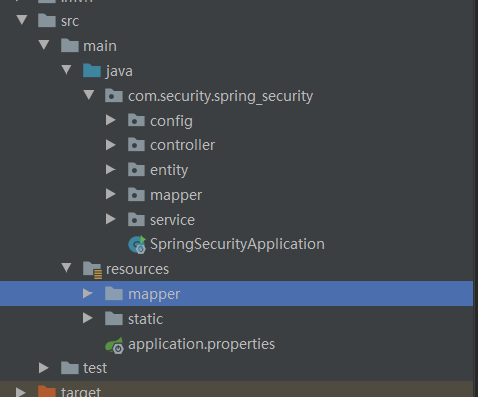 src
main
java
com.security.spring_security
config
controller
entity
mapper
service
SpringSecurityApplication
resources
mapper
static
application.properties
test
target